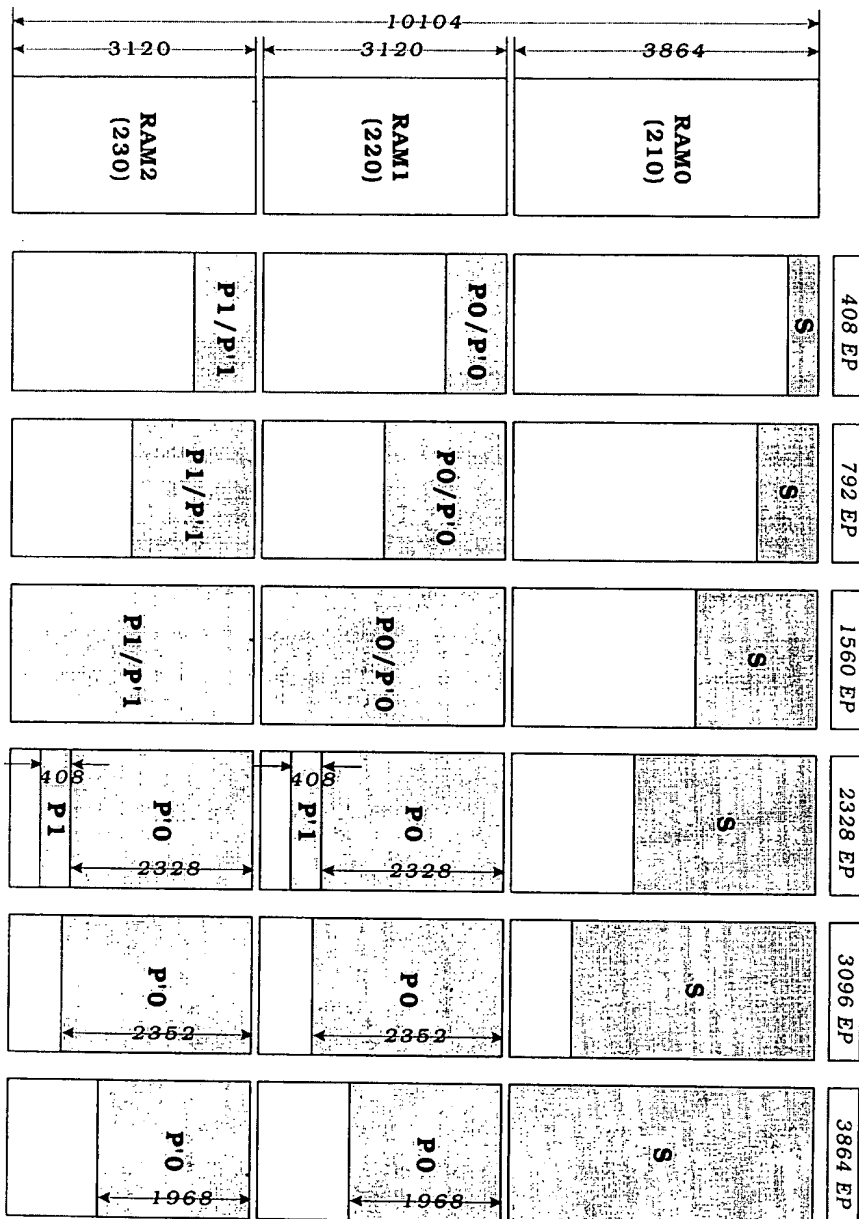 408 EP
792 EP
1560 EP
2328 EP
3096 EP
3864 EP
10104
3864
RAM0
(210)
S
S
S
S
S
S
3120
RAM1
(220)
P0/P'0
P0/P'0
P0/P'0
P0
2328
P'1
408
P0
2352
P0
1968
3120
RAM2
(230)
P1/P'1
P1/P'1
P1/P'1
P'0
2328
P1
408
P'0
2352
P'0
1968